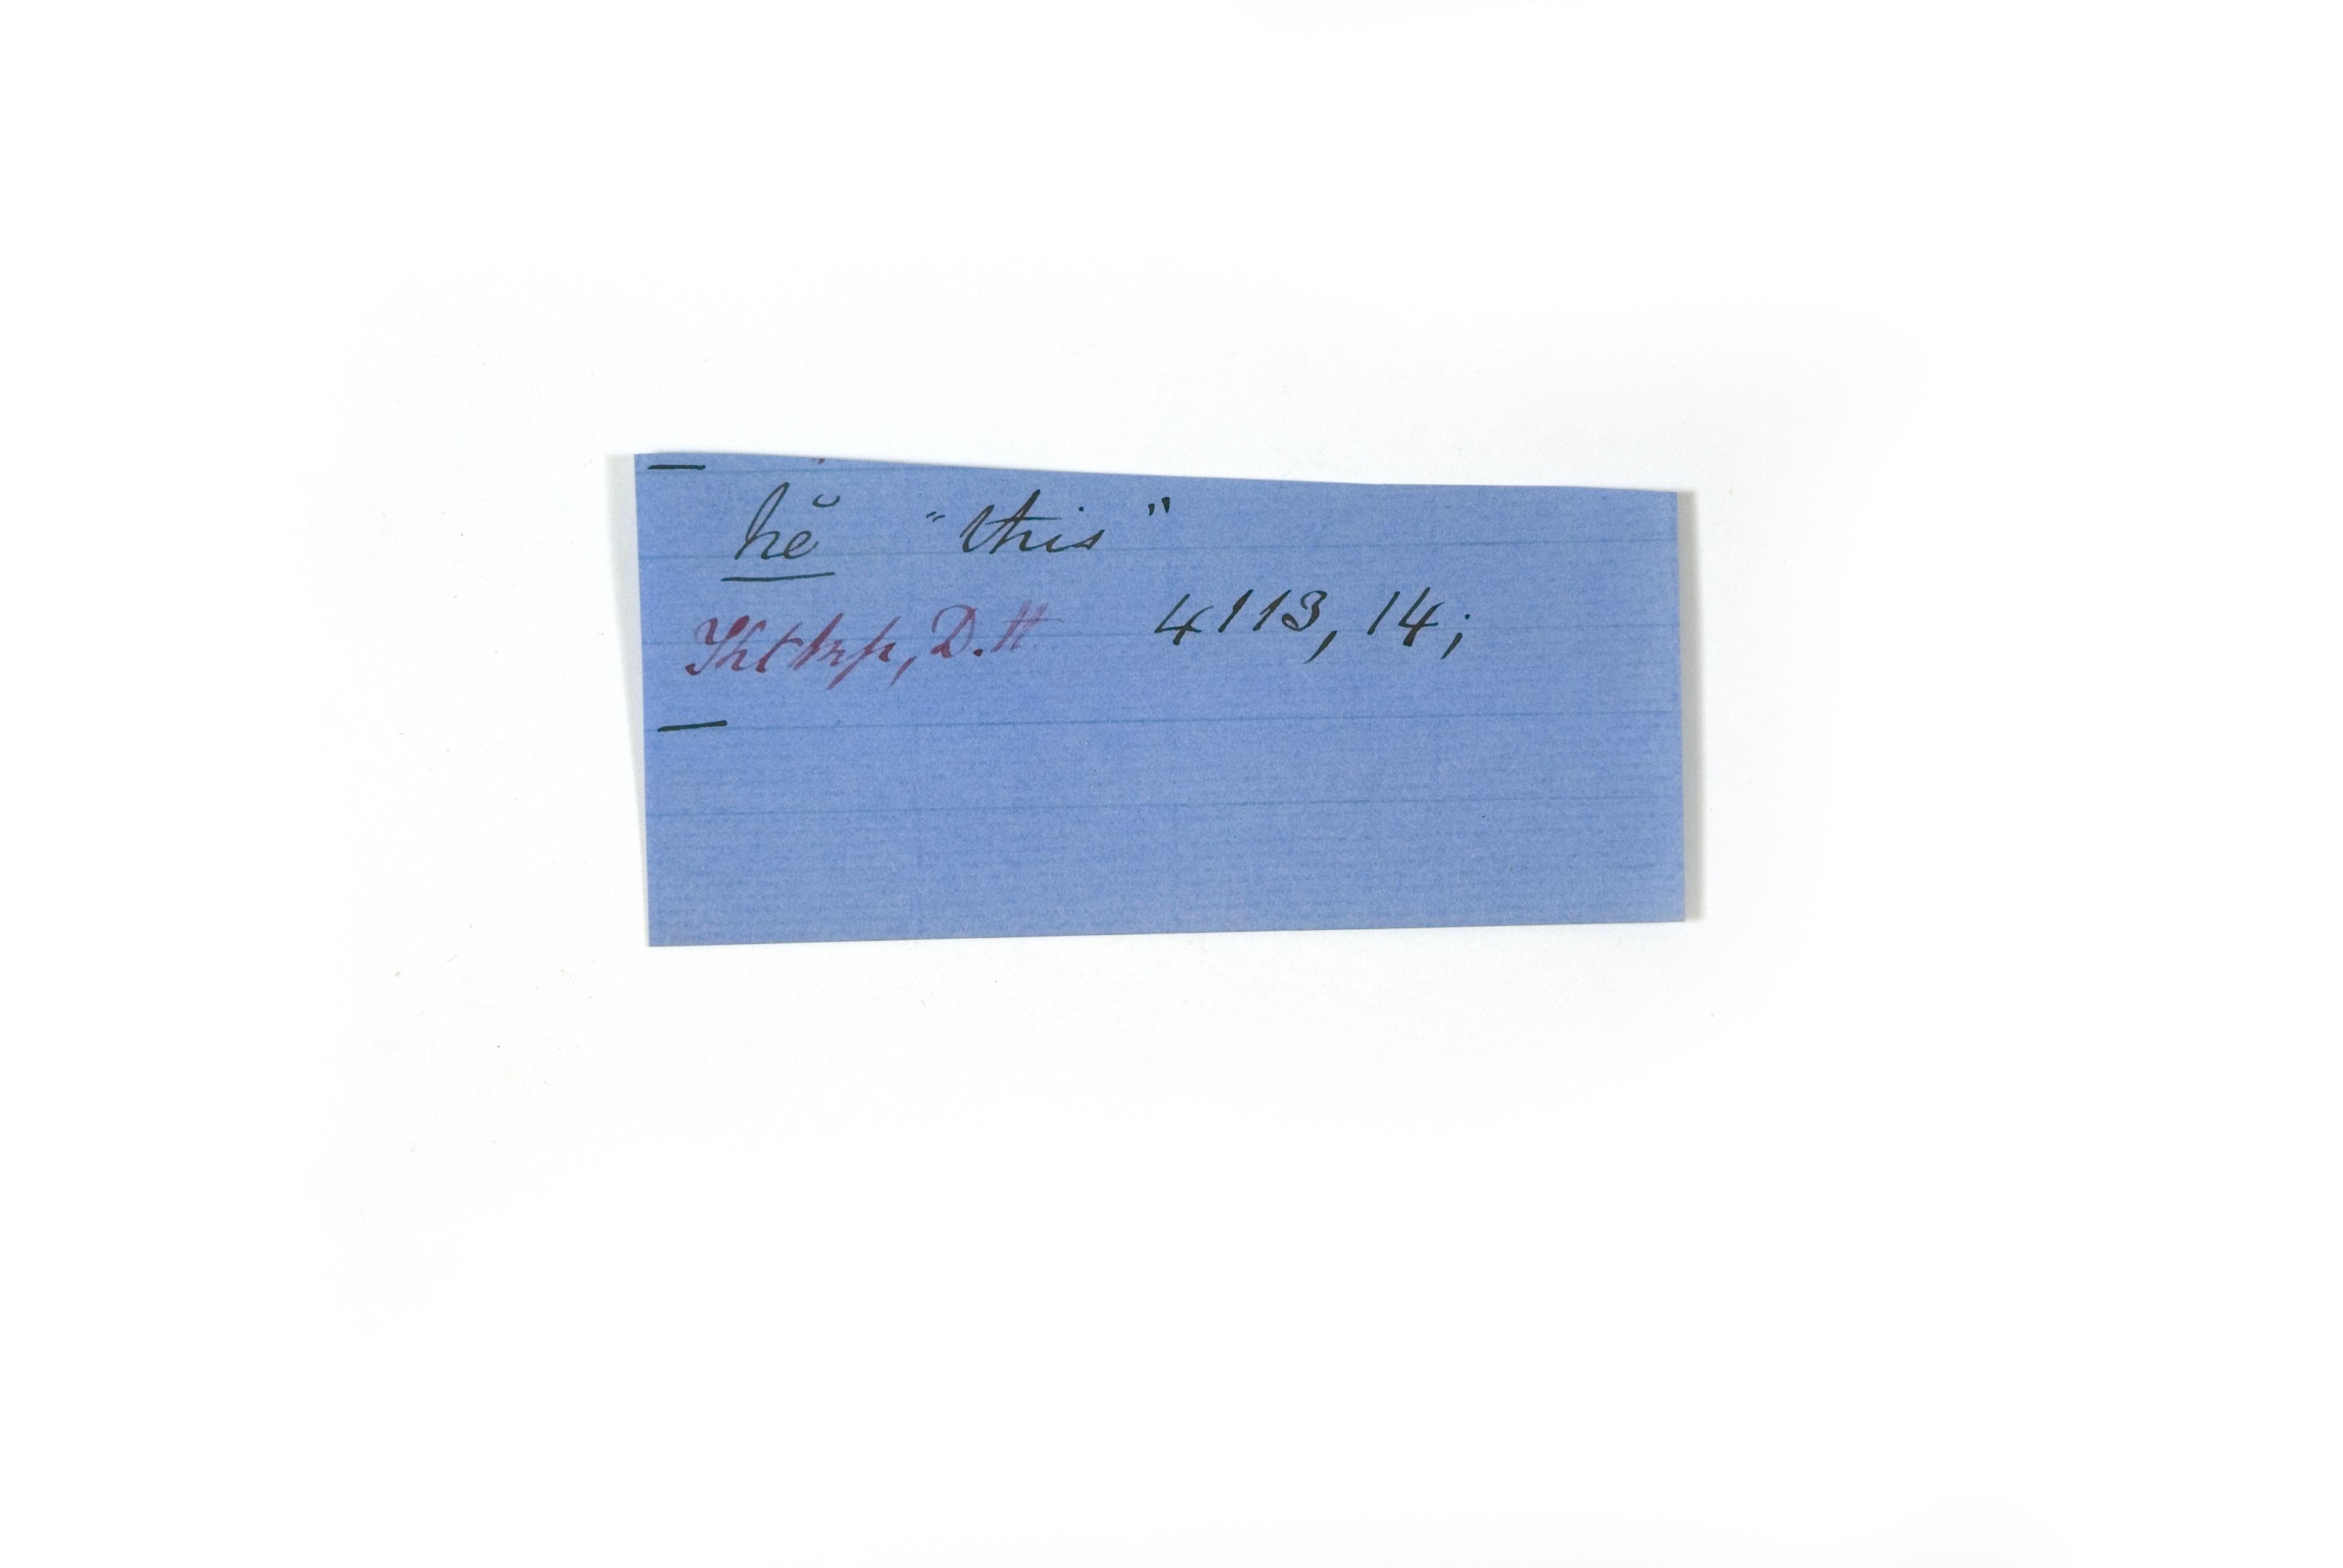 hĕ "this"
D.H 4113, 14;